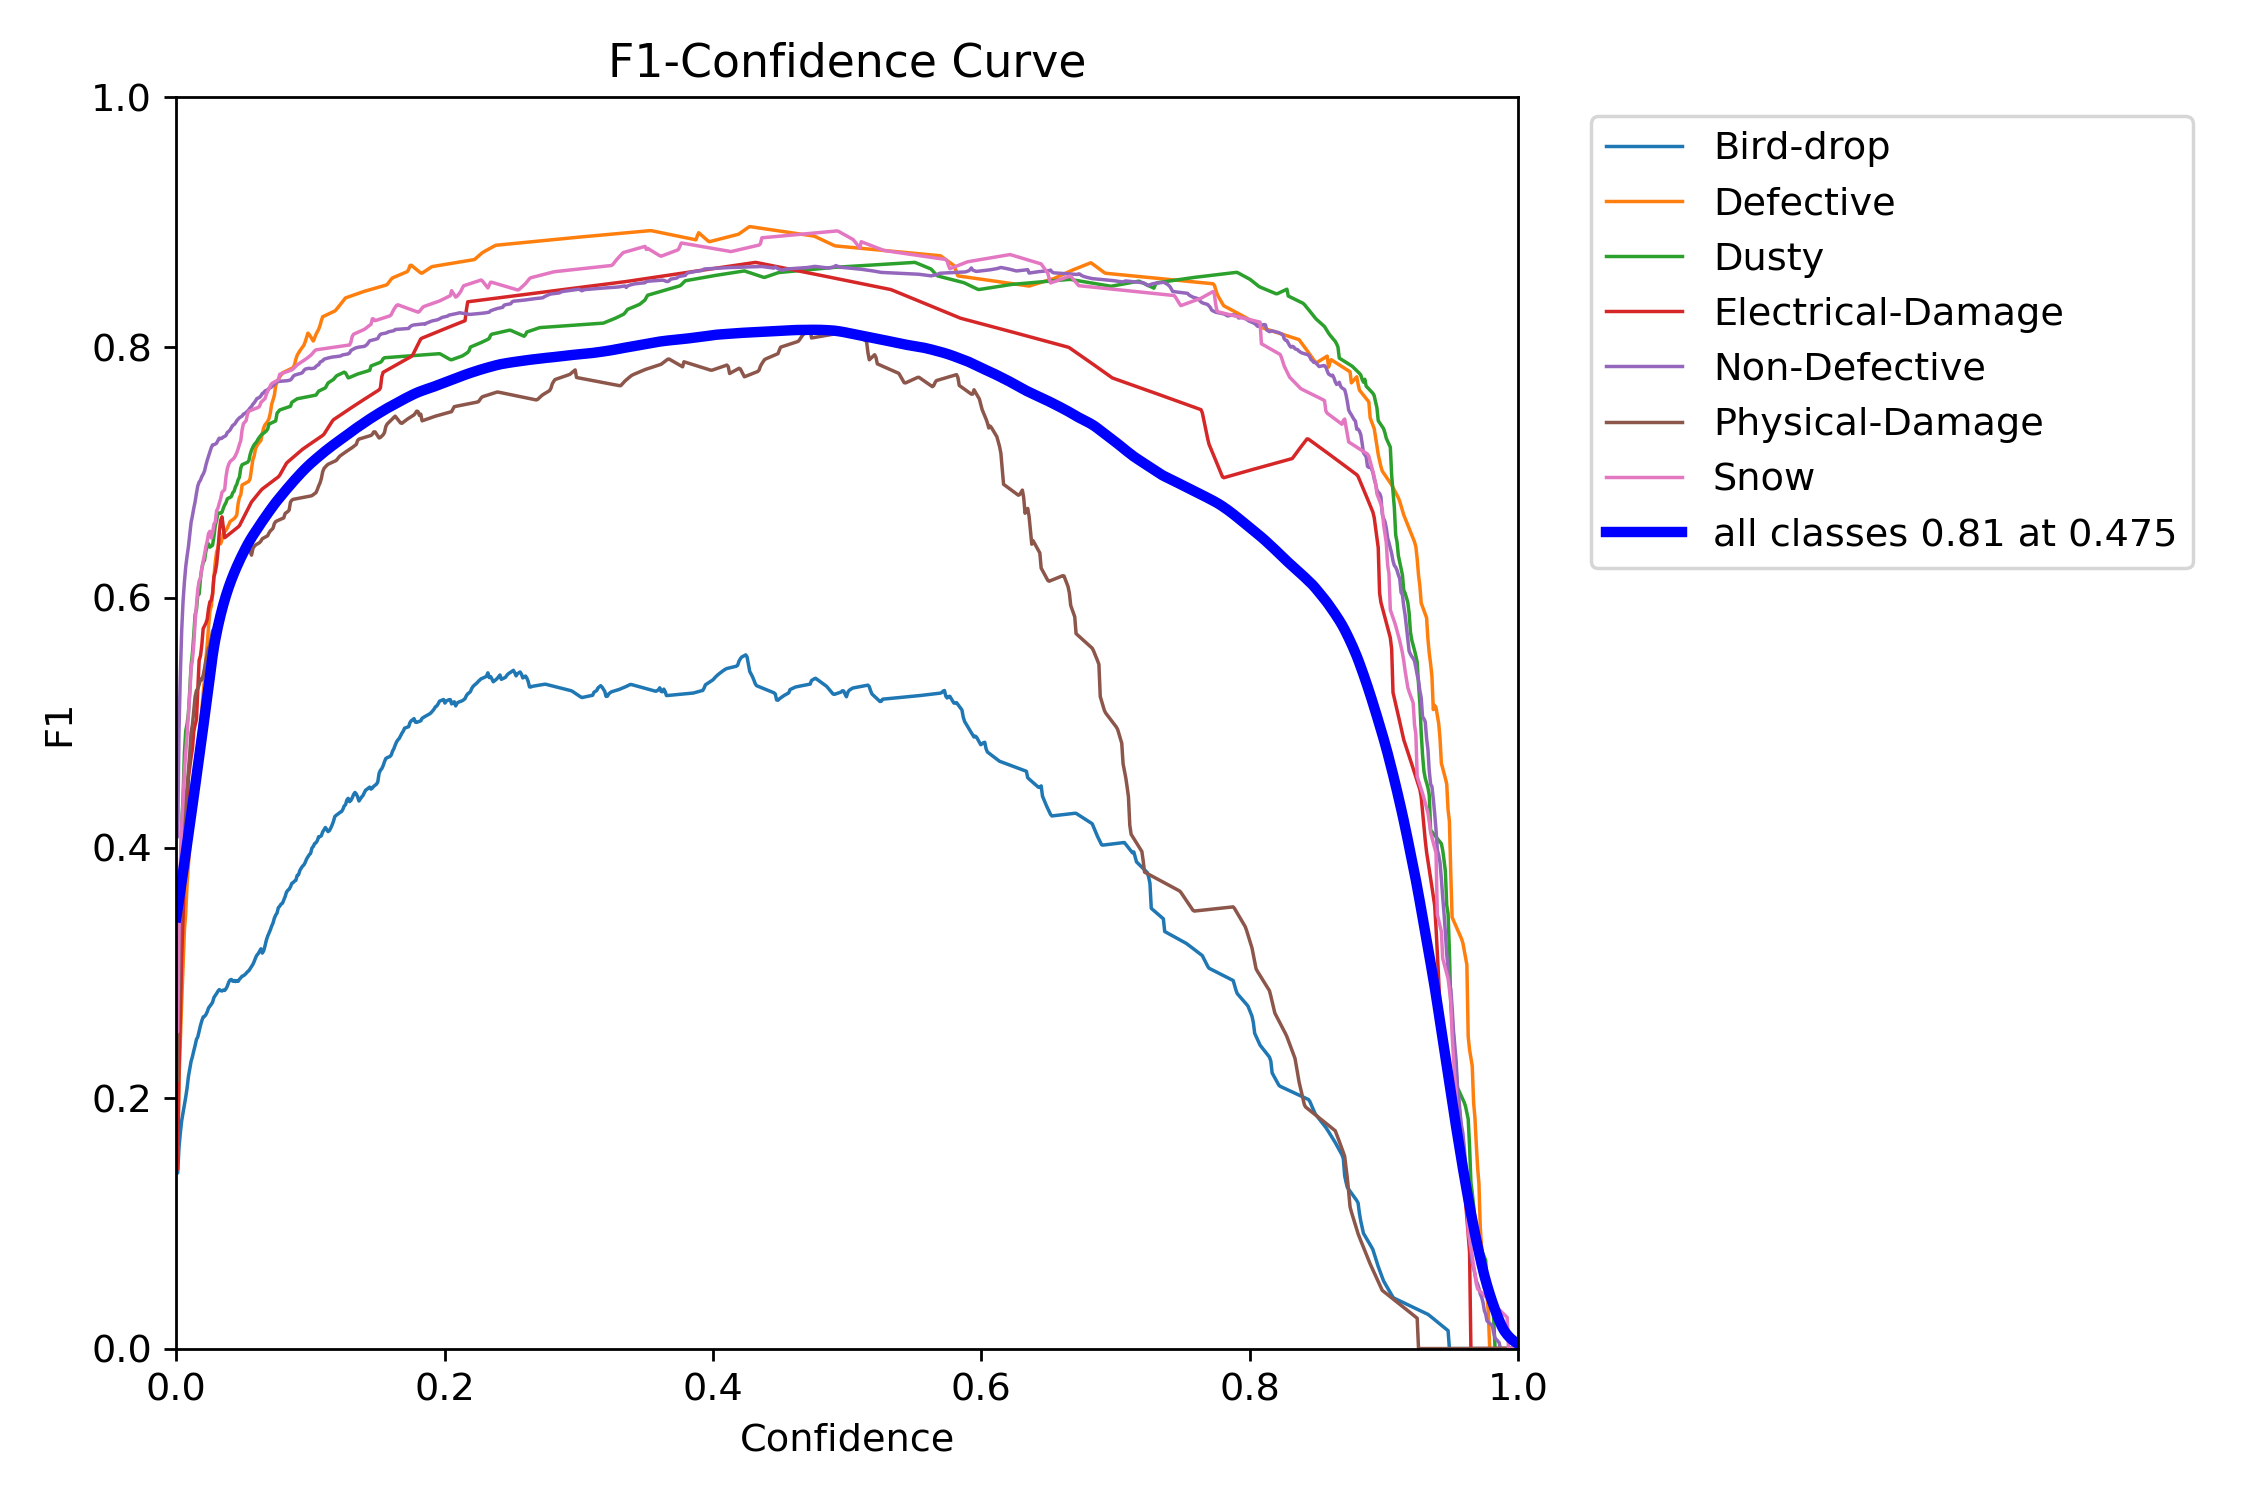 F1-Confidence Curve
1.0
0.8
0.6
0.4
0.2
0.0
F1
0.0 0.2 0.4 0.6 0.8 1.0
Confidence
Bird-drop
Defective
Dusty
Electrical-Damage
Non-Defective
Physical-Damage
Snow
all classes 0.81 at 0.475